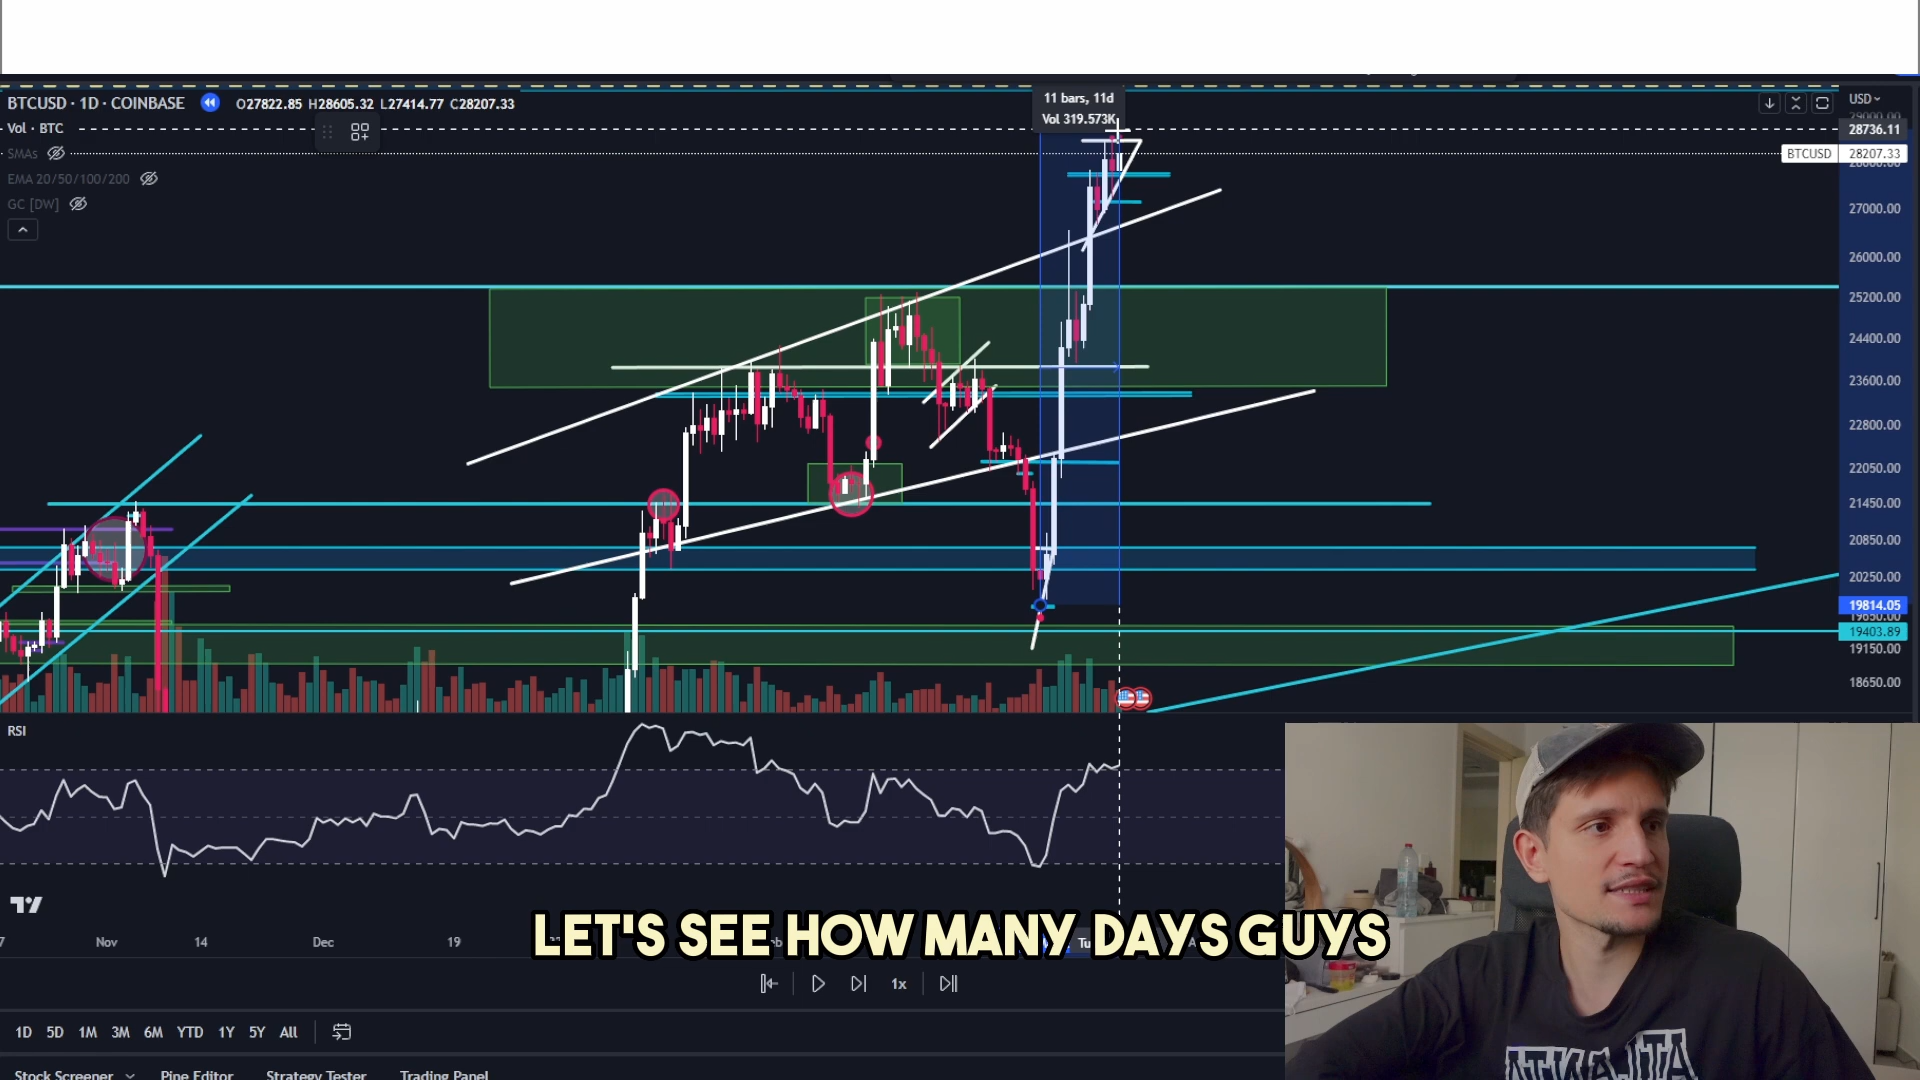 BTCUSD · 1D · COINBASE O27822.85 H28605.32 L27414.77 C28207.33
11 bars, 11d
Vol 319.573K
USD
Vol · BTC
28736.11
SMAs
BTCUSD 28207.33
EMA 20/50/100/200
GC [DW]
27000.00
26000.00
25200.00
24400.00
23600.00
22800.00
22050.00
21450.00
20850.00
20250.00
19814.05
19403.89
19150.00
18650.00
RSI
LET'S SEE HOW MANY DAYS GUYS
7 Nov 14 Dec 19 Tu
1x
1D 5D 1M 3M 6M YTD 1Y 5Y All
Stock Screener Pine Editor Strategy Tester Trading Panel